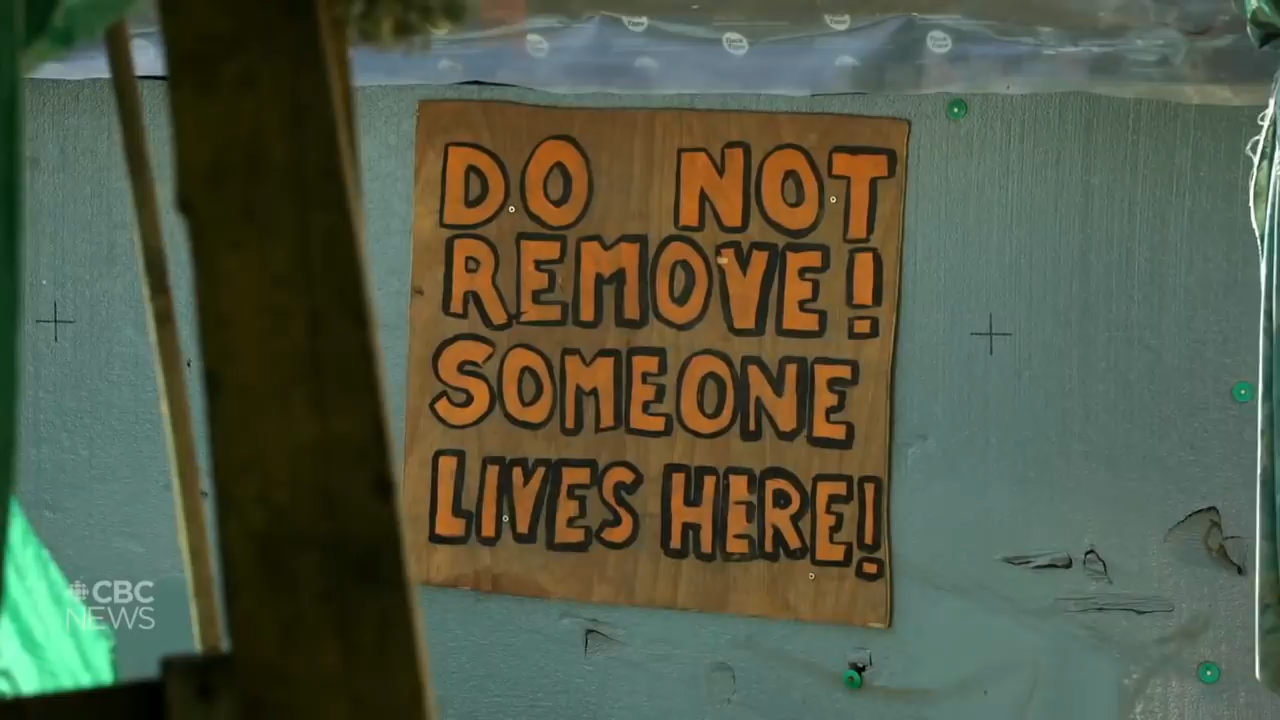 DO NOT
REMOVE!
SOMEONE
LIVES HERE!
CBC
NEWS